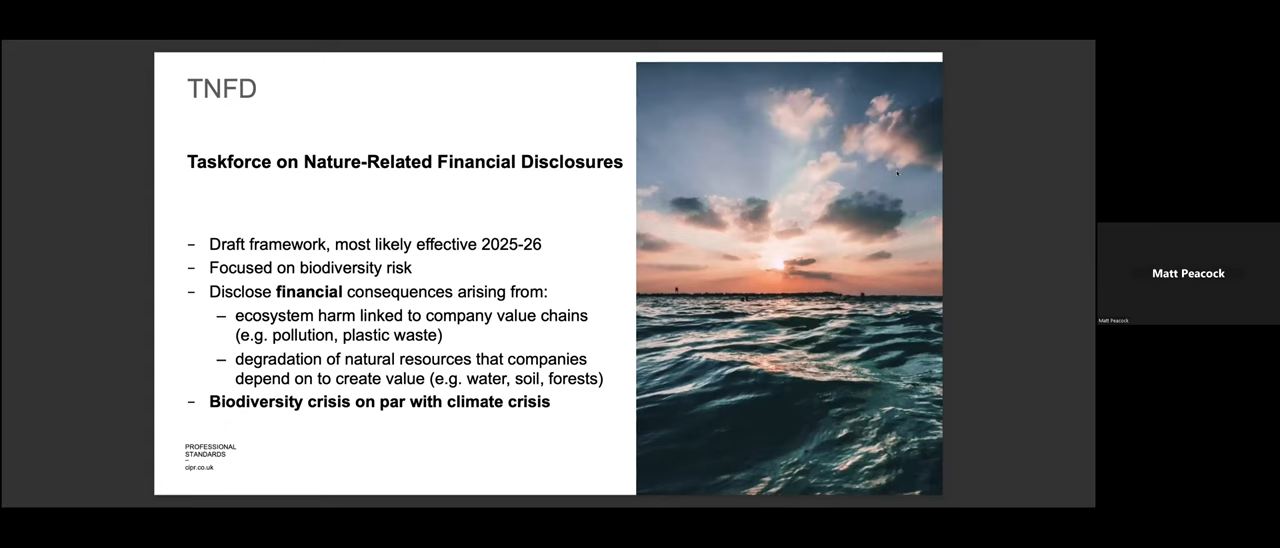 TNFD
Taskforce on Nature-Related Financial Disclosures
– Draft framework, most likely effective 2025-26
– Focused on biodiversity risk
– Disclose financial consequences arising from:
– ecosystem harm linked to company value chains
(e.g. pollution, plastic waste)
– degradation of natural resources that companies
depend on to create value (e.g. water, soil, forests)
– Biodiversity crisis on par with climate crisis
PROFESSIONAL
STANDARDS
–
cipr.co.uk
Matt Peacock
Matt Peacock